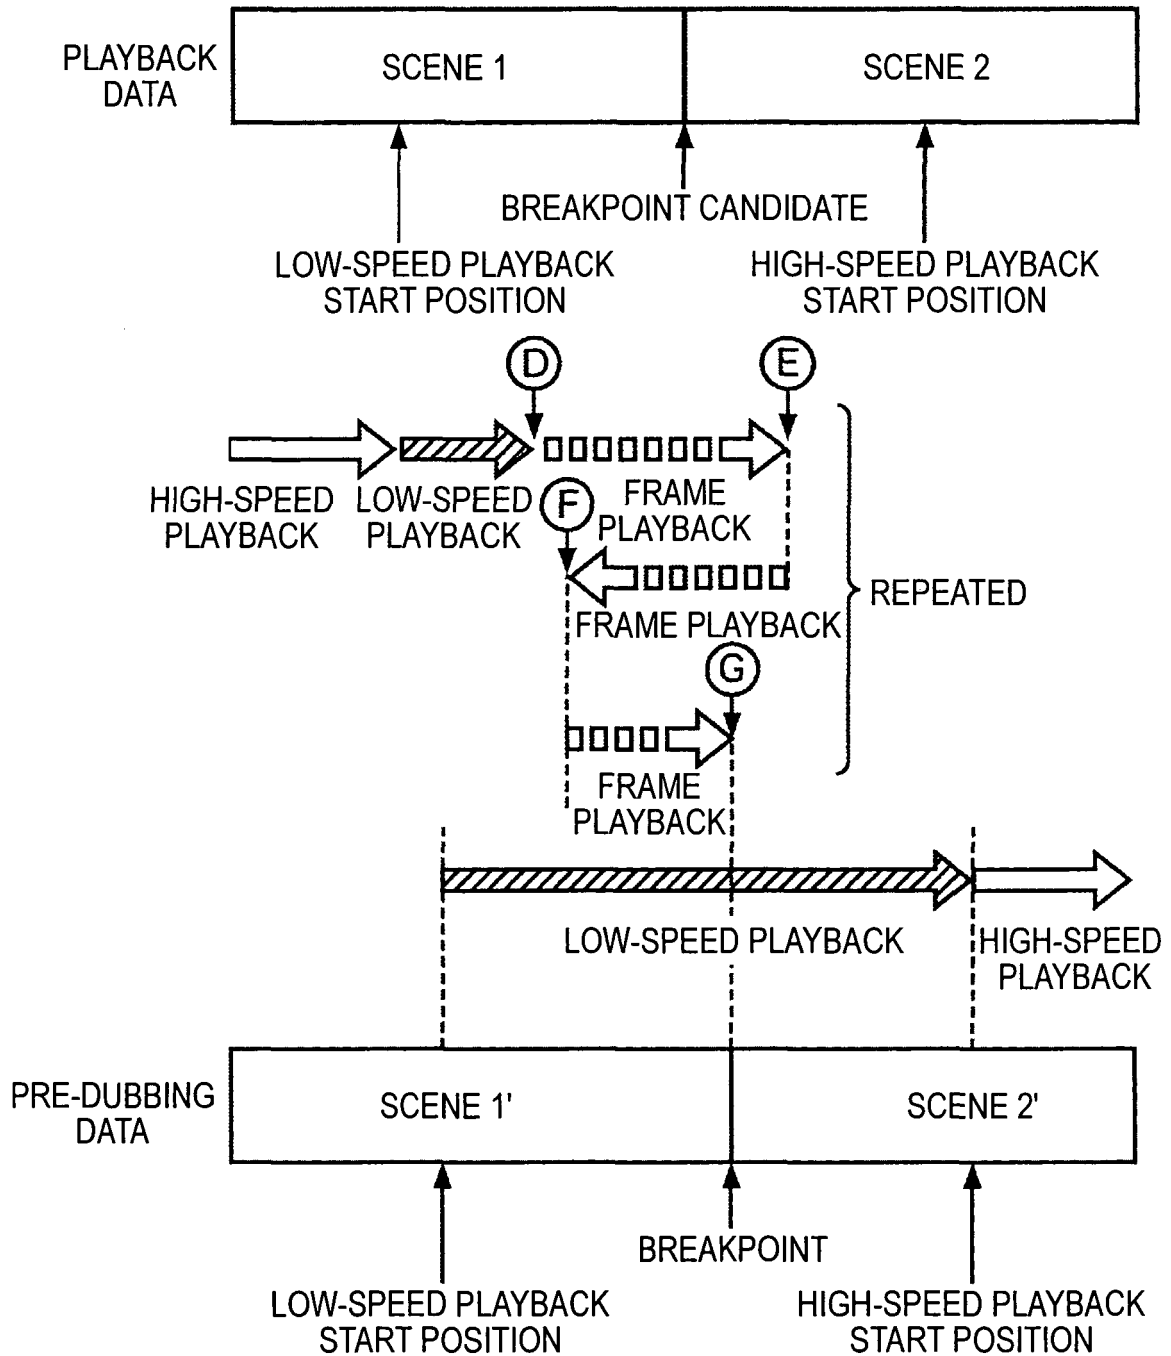 PLAYBACK
DATA
SCENE 1
SCENE 2
BREAKPOINT CANDIDATE
LOW-SPEED PLAYBACK
START POSITION
HIGH-SPEED PLAYBACK
START POSITION
D
E
HIGH-SPEED
PLAYBACK
LOW-SPEED
PLAYBACK
F
FRAME
PLAYBACK
REPEATED
FRAME PLAYBACK
G
FRAME
PLAYBACK
LOW-SPEED PLAYBACK
HIGH-SPEED
PLAYBACK
PRE-DUBBING
DATA
SCENE 1'
SCENE 2'
BREAKPOINT
LOW-SPEED PLAYBACK
START POSITION
HIGH-SPEED PLAYBACK
START POSITION